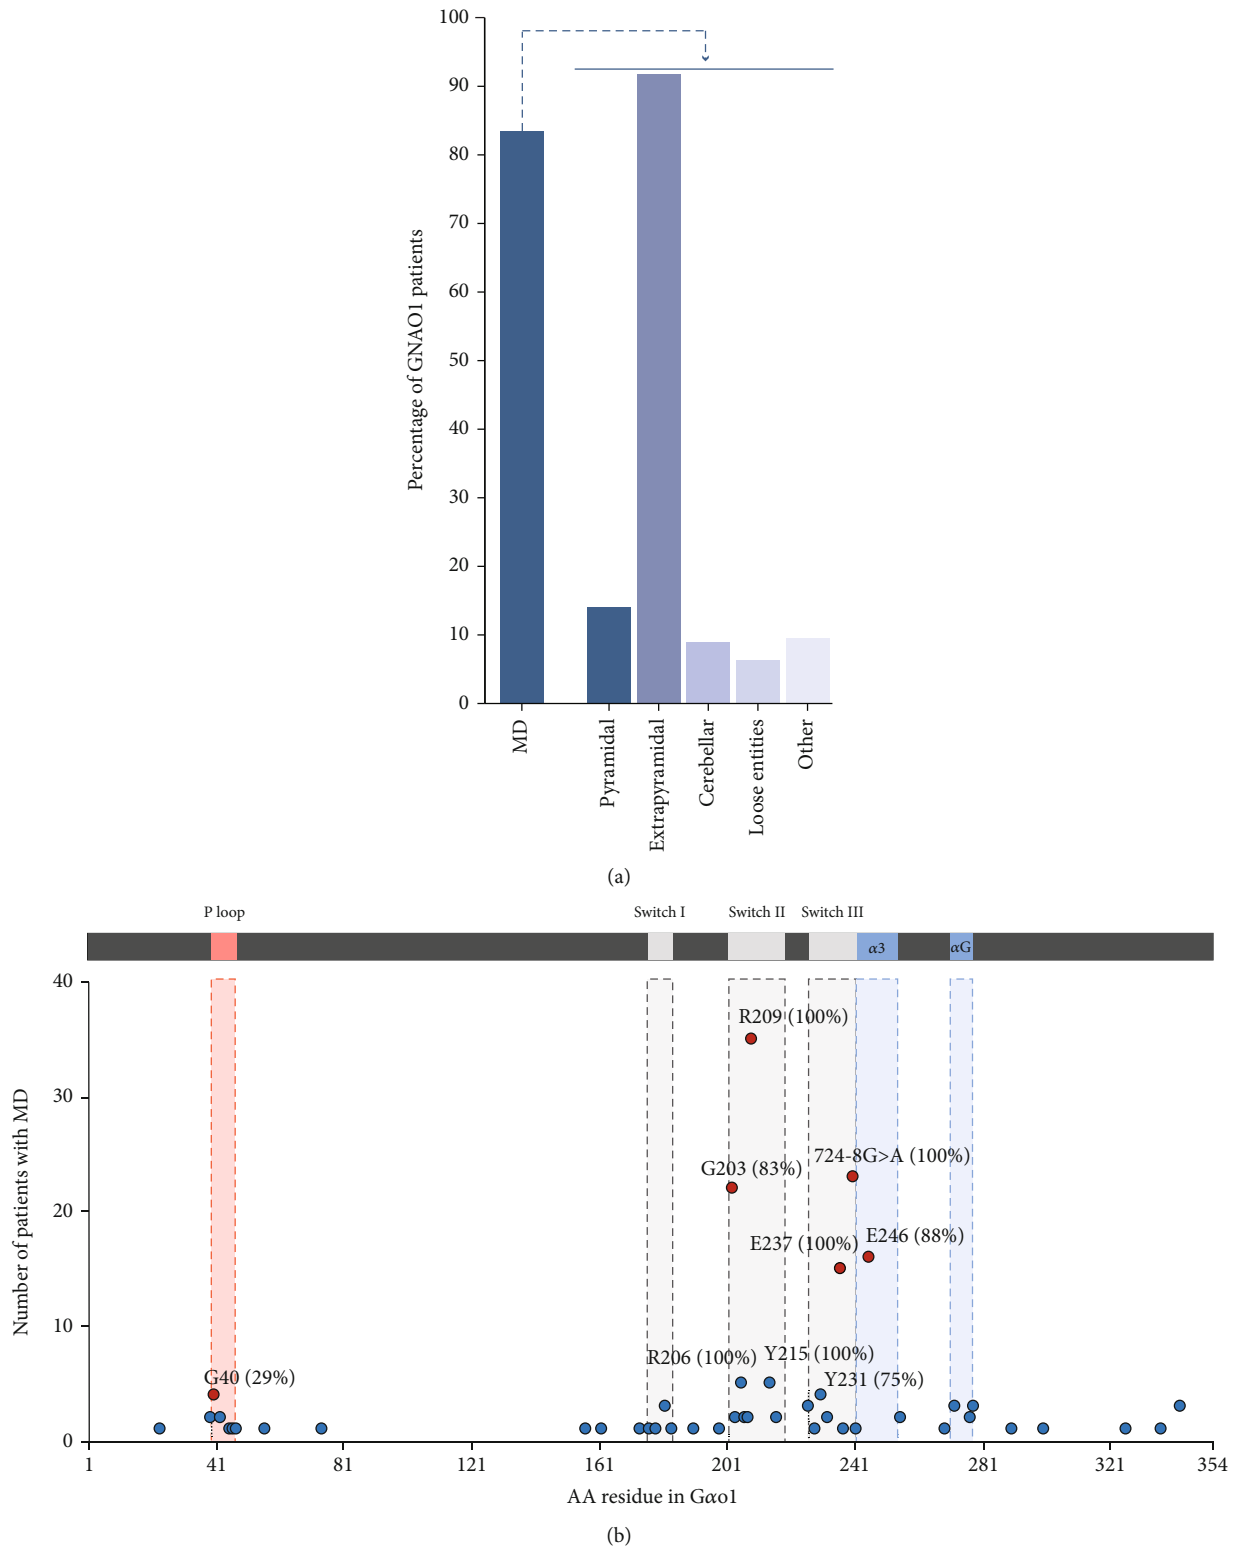 100
90
80
70
60
50
40
30
20
10
0
Percentage of GNAO1 patients
MD
Pyramidal
Extrapyramidal
Cerebellar
Loose entities
Other
(a)
P loop
Switch I
Switch II
Switch III
α3
αG
40
30
20
10
0
Number of patients with MD
R209 (100%)
724-8G>A (100%)
G203 (83%)
E246 (88%)
E237 (100%)
R206 (100%)
Y215 (100%)
G40 (29%)
Y231 (75%)
1
41
81
121
161
201
241
281
321
354
AA residue in Gαo1
(b)